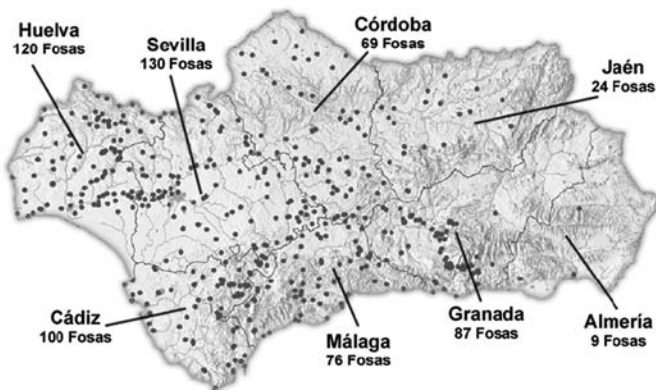 Huelva
120 Fosas
Sevilla
130 Fosas
Córdoba
69 Fosas
Jaén
24 Fosas
Cádiz
100 Fosas
Málaga
76 Fosas
Granada
87 Fosas
Almería
9 Fosas